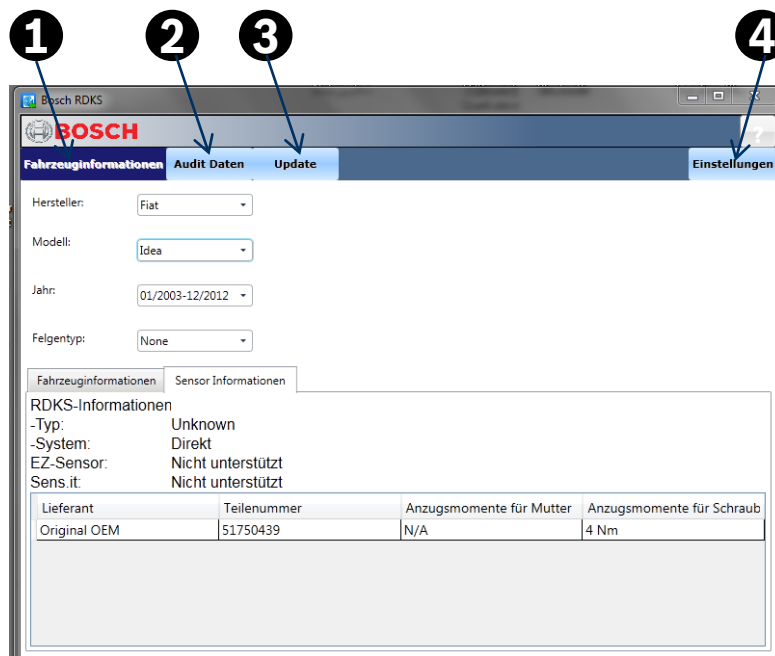 1 2 3 4
Bosch RDKS
BOSCH
?
Fahrzeuginformationen Audit Daten Update Einstellungen
Hersteller: Fiat
Modell: Idea
Jahr: 01/2003-12/2012
Felgentyp: None
Fahrzeuginformationen Sensor Informationen
RDKS-Informationen
-Typ: Unknown
-System: Direkt
EZ-Sensor: Nicht unterstützt
Sens.it: Nicht unterstützt
Lieferant Teilenummer Anzugsmomente für Mutter Anzugsmomente für Schraub
Original OEM 51750439 N/A 4 Nm